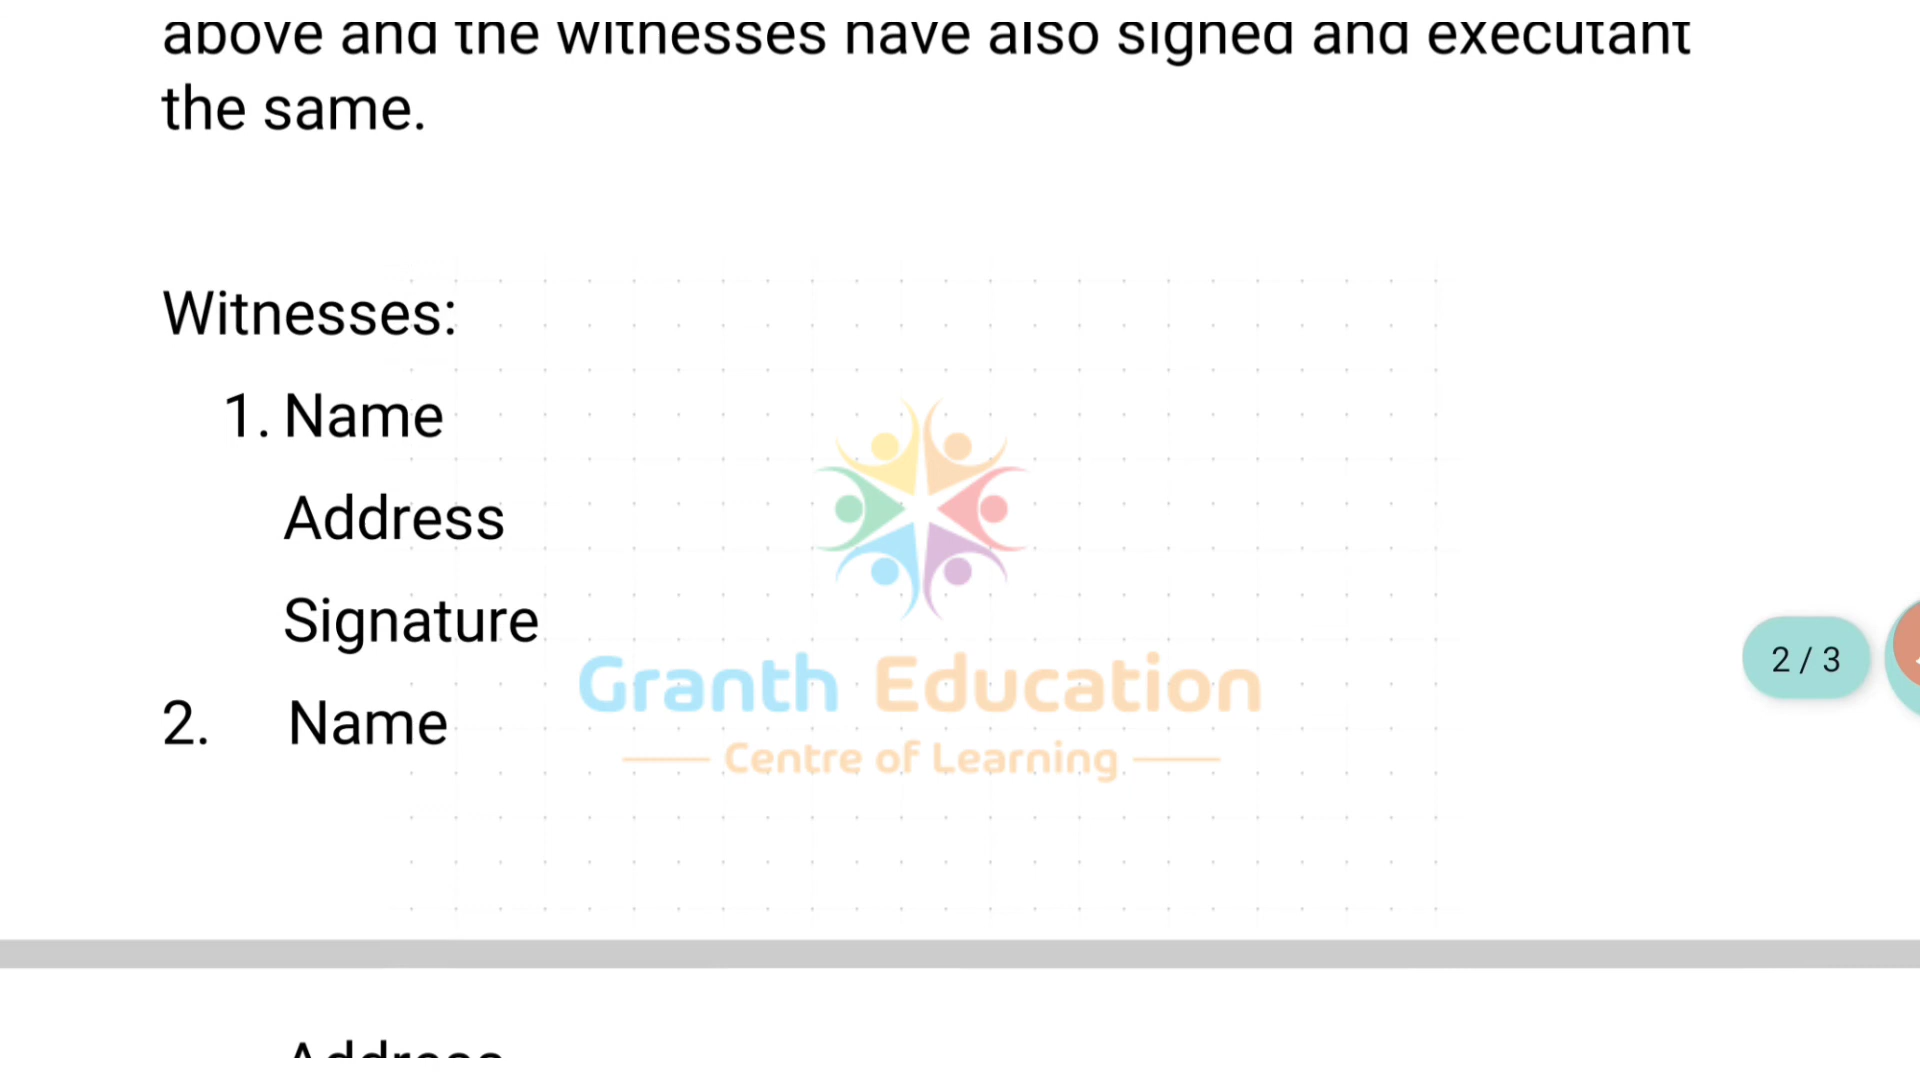 above and the witnesses have also signed and executant
the same.
Witnesses:
1. Name
Address
Signature
Granth Education
2. Name
Centre of Learning
2 / 3
Address